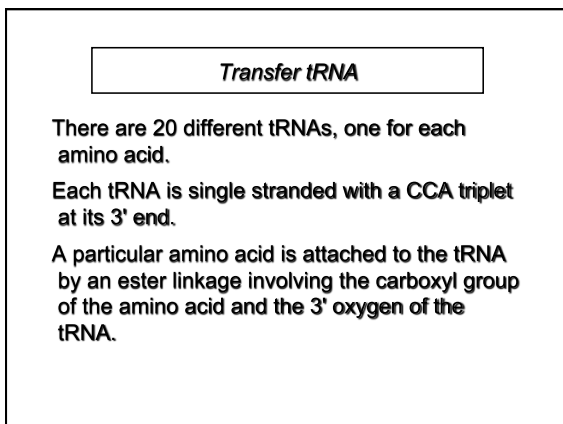 Transfer tRNA
There are 20 different tRNAs, one for each
amino acid.
Each tRNA is single stranded with a CCA triplet
at its 3' end.
A particular amino acid is attached to the tRNA
by an ester linkage involving the carboxyl group
of the amino acid and the 3' oxygen of the
tRNA.